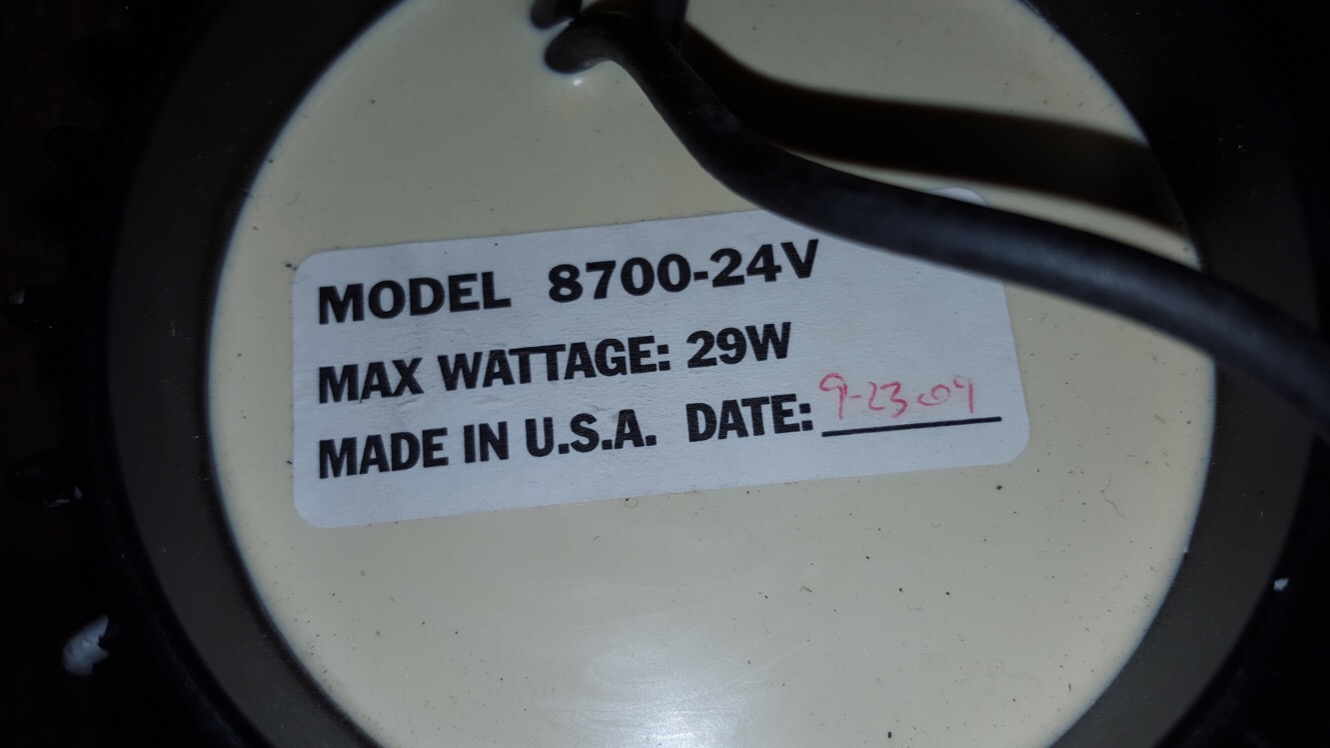 MODEL 8700-24V
MAX WATTAGE: 29W
MADE IN U.S.A. DATE: 9-23-09